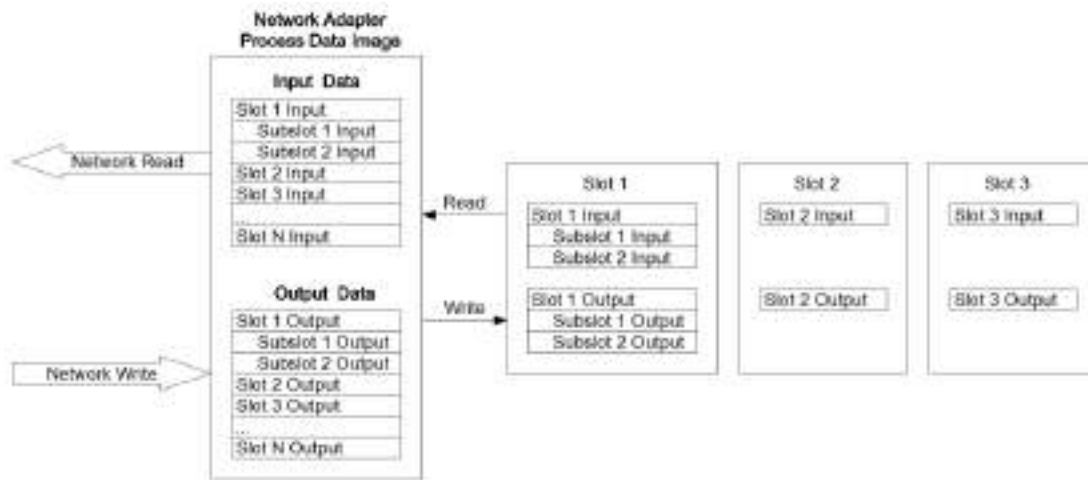 Network Adapter
Process Data Image
Input Data
Slot 1 Input
Subslot 1 Input
Subslot 2 Input
Slot 2 Input
Slot 3 Input
...
Slot N Input
Output Data
Slot 1 Output
Subslot 1 Output
Subslot 2 Output
Slot 2 Output
Slot 3 Output
...
Slot N Output
Network Read
Network Write
Read
Write
Slot 1
Slot 1 Input
Subslot 1 Input
Subslot 2 Input
Slot 1 Output
Subslot 1 Output
Subslot 2 Output
Slot 2
Slot 2 Input
Slot 2 Output
Slot 3
Slot 3 Input
Slot 3 Output